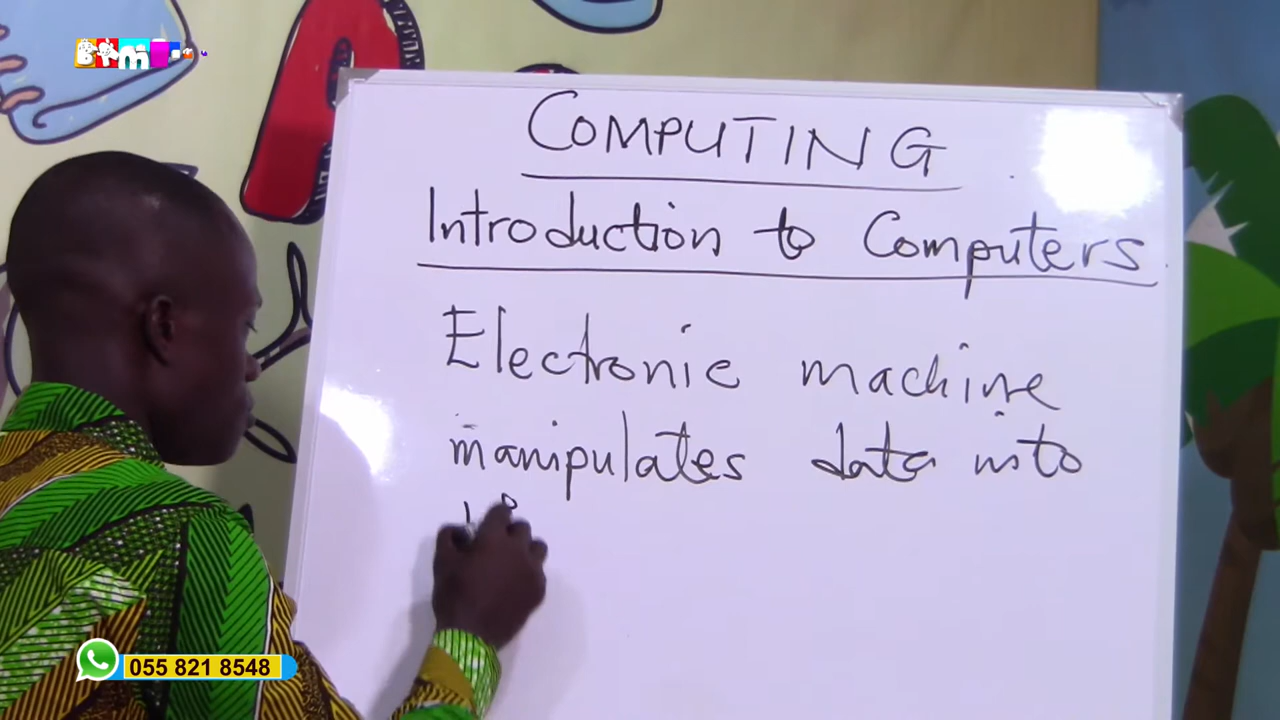 COMPUTING
Introduction to Computers
Electronic machine
manipulates data into
055 821 8548